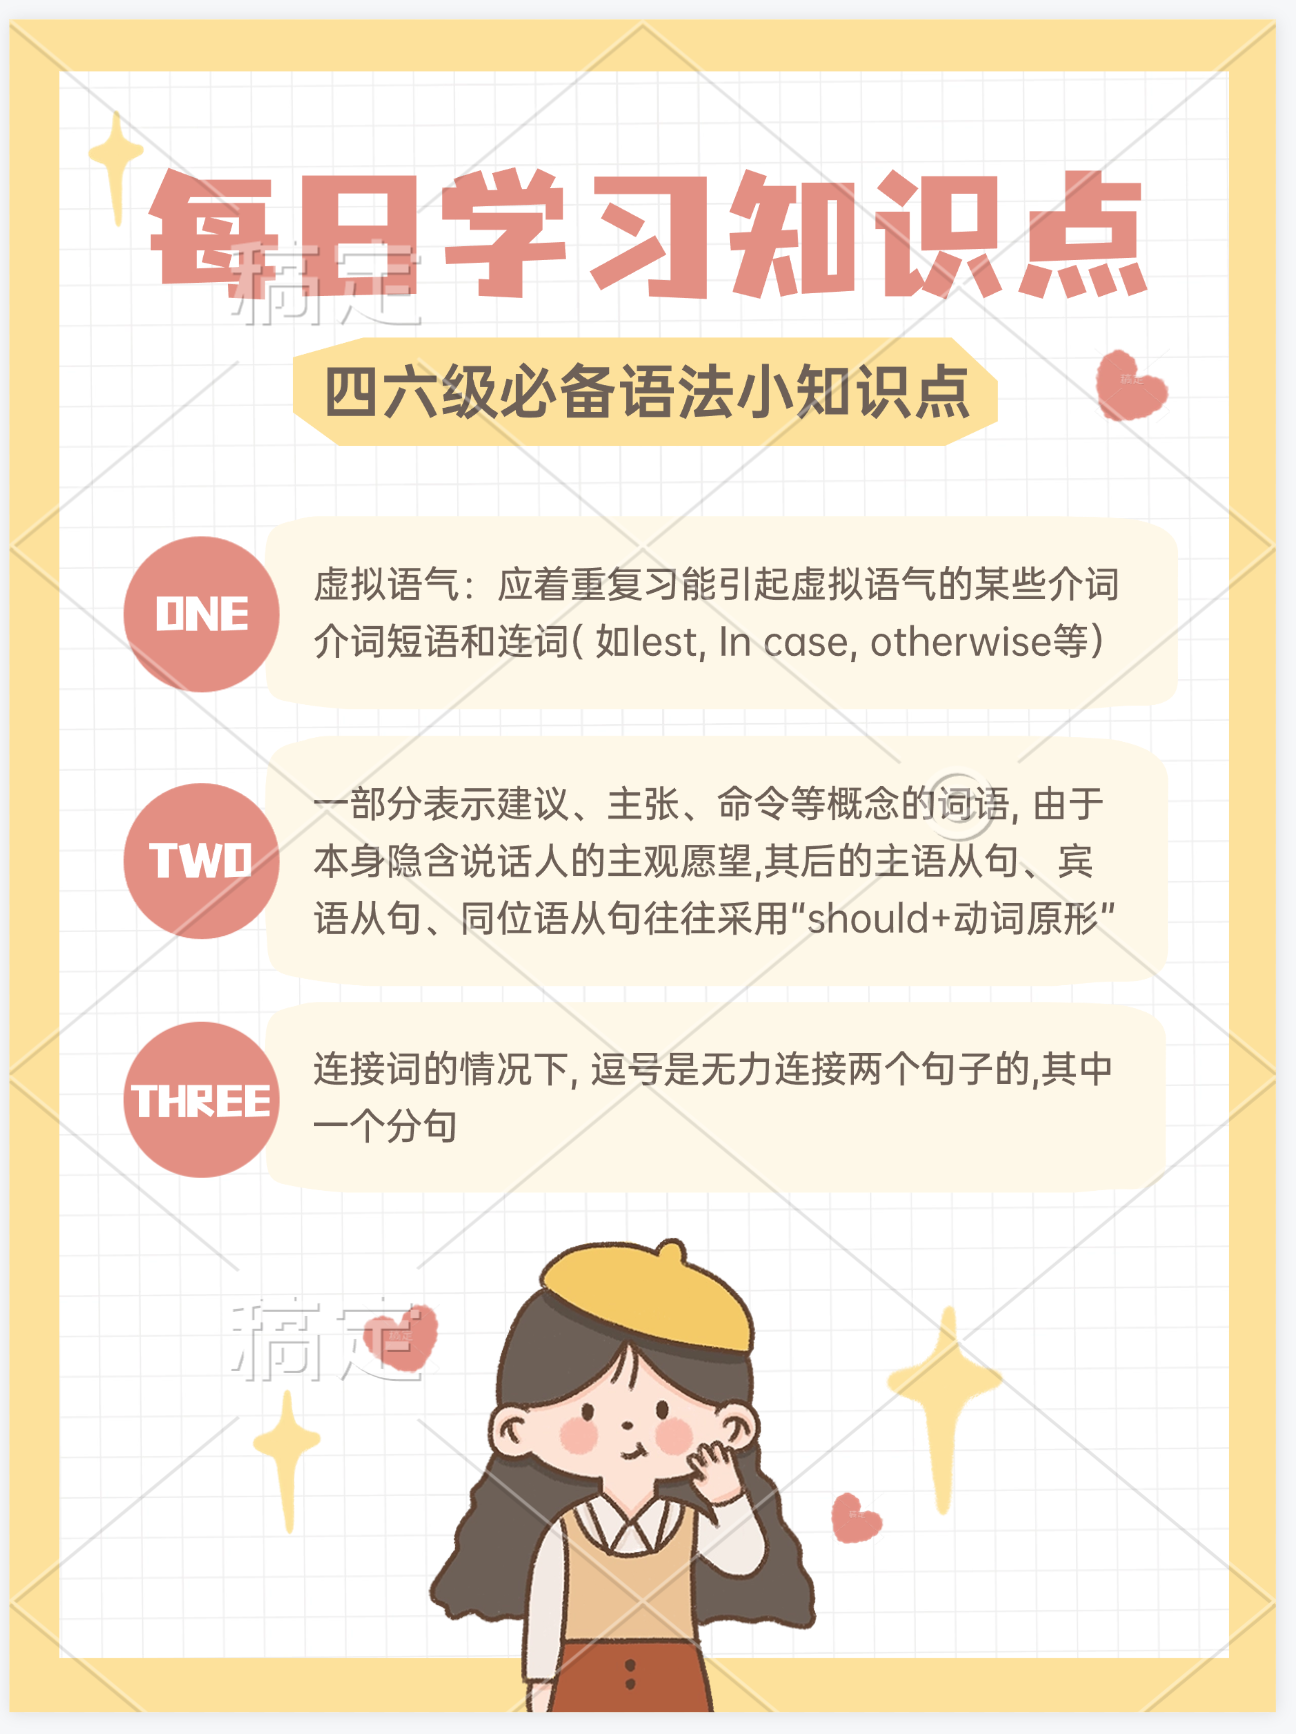 每日学习知识点
四六级必备语法小知识点
ONE
虚拟语气：应着重复习能引起虚拟语气的某些介词
介词短语和连词( 如lest, In case, otherwise等)
TWO
一部分表示建议、主张、命令等概念的词语, 由于
本身隐含说话人的主观愿望,其后的主语从句、宾
语从句、同位语从句往往采用“should+动词原形”
THREE
连接词的情况下, 逗号是无力连接两个句子的,其中
一个分句
稿定
稿定
稿定
稿定
稿定
©